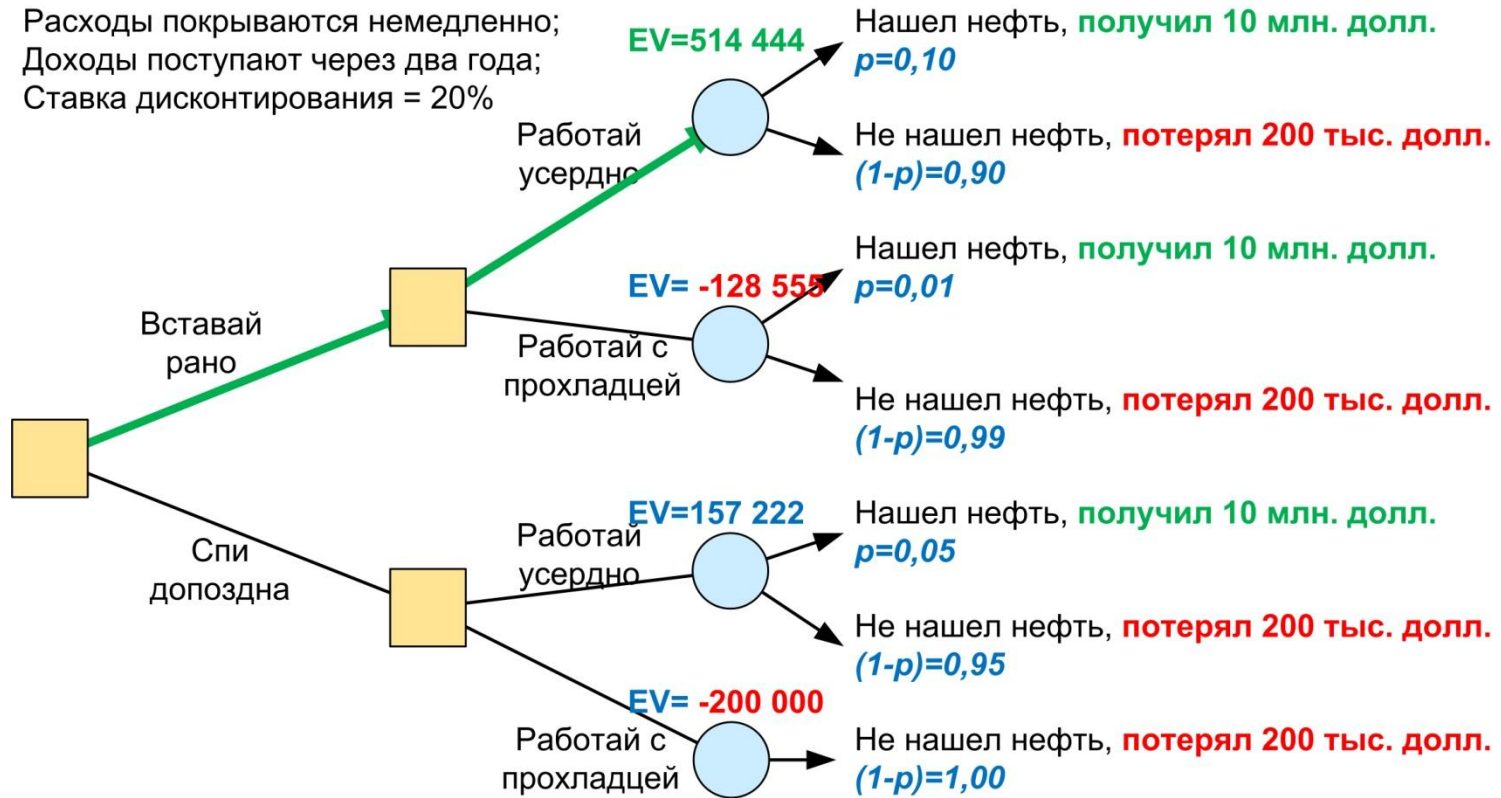 Расходы покрываются немедленно;
Доходы поступают через два года;
Ставка дисконтирования = 20%
EV=514 444
Нашел нефть, получил 10 млн. долл.
p=0,10
Работай
усердно
Не нашел нефть, потерял 200 тыс. долл.
(1-p)=0,90
Вставай
рано
EV= -128 555
Нашел нефть, получил 10 млн. долл.
p=0,01
Работай с
прохладцей
Не нашел нефть, потерял 200 тыс. долл.
(1-p)=0,99
Спи
допоздна
EV=157 222
Работай
усердно
Нашел нефть, получил 10 млн. долл.
p=0,05
Не нашел нефть, потерял 200 тыс. долл.
(1-p)=0,95
EV= -200 000
Работай с
прохладцей
Не нашел нефть, потерял 200 тыс. долл.
(1-p)=1,00